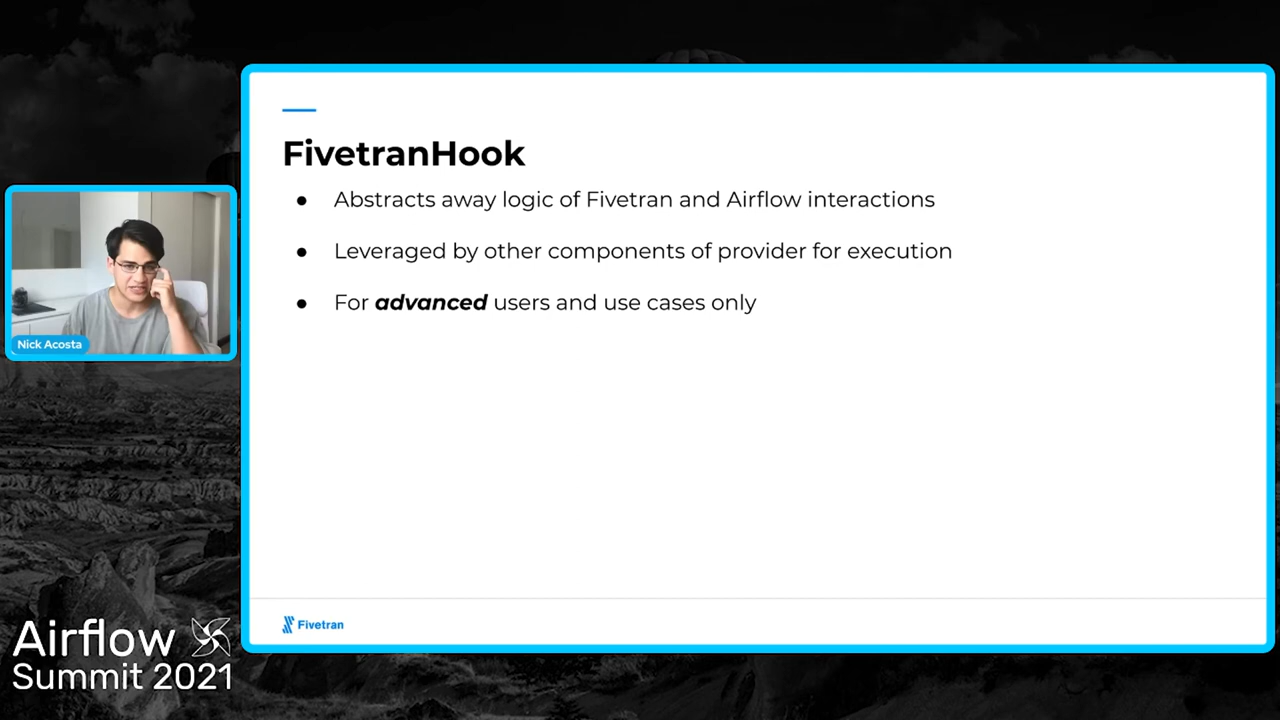 FivetranHook
● Abstracts away logic of Fivetran and Airflow interactions
● Leveraged by other components of provider for execution
● For advanced users and use cases only
Nick Acosta
Fivetran
Airflow
Summit 2021